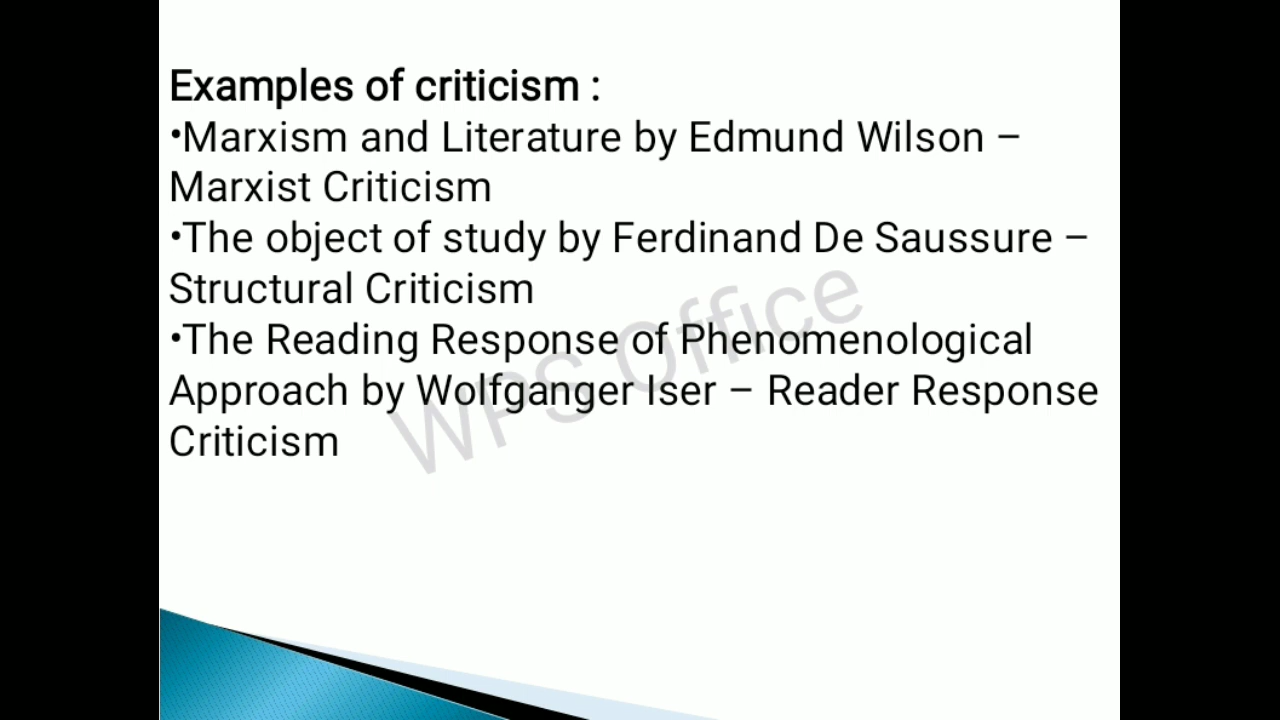 Examples of criticism :
•Marxism and Literature by Edmund Wilson –
Marxist Criticism
•The object of study by Ferdinand De Saussure –
Structural Criticism
•The Reading Response of Phenomenological
Approach by Wolfganger Iser – Reader Response
Criticism
WPS Office